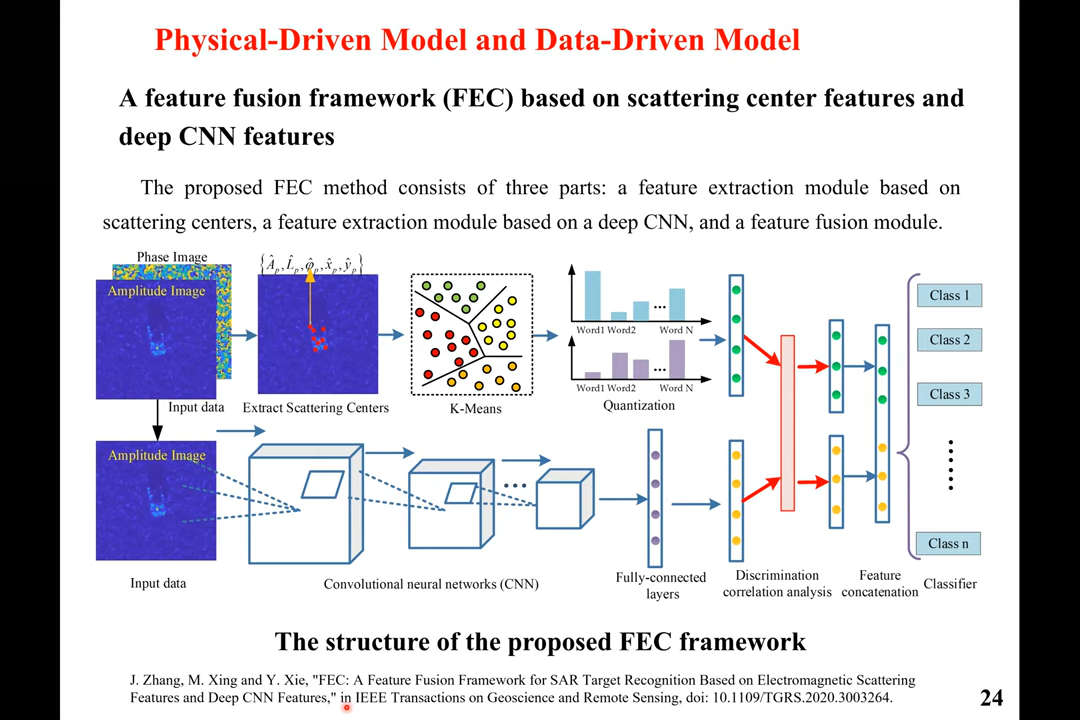 Physical-Driven Model and Data-Driven Model
A feature fusion framework (FEC) based on scattering center features and
deep CNN features
The proposed FEC method consists of three parts: a feature extraction module based on
scattering centers, a feature extraction module based on a deep CNN, and a feature fusion module.
Phase Image
{Â_p, L̂_p, φ̂_p, x̂_p, ŷ_p}
Amplitude Image
Input data
Extract Scattering Centers
K-Means
Word1 Word2 ... Word N
Word1 Word2 ... Word N
Quantization
Class 1
Class 2
Class 3
Class n
Amplitude Image
Input data
Convolutional neural networks (CNN)
Fully-connected
layers
Discrimination
correlation analysis
Feature
concatenation
Classifier
The structure of the proposed FEC framework
J. Zhang, M. Xing and Y. Xie, "FEC: A Feature Fusion Framework for SAR Target Recognition Based on Electromagnetic Scattering
Features and Deep CNN Features," in IEEE Transactions on Geoscience and Remote Sensing, doi: 10.1109/TGRS.2020.3003264.
24